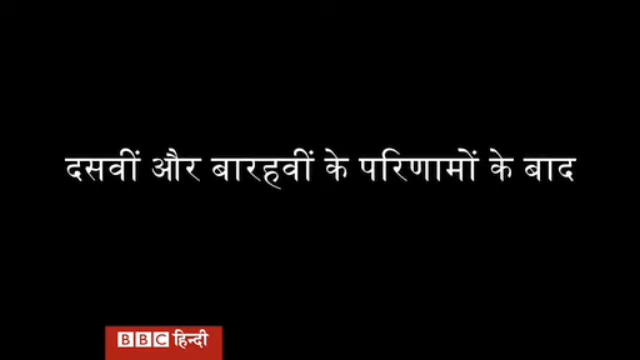 दसवीं और बारहवीं के परिणामों के बाद
BBC हिन्दी